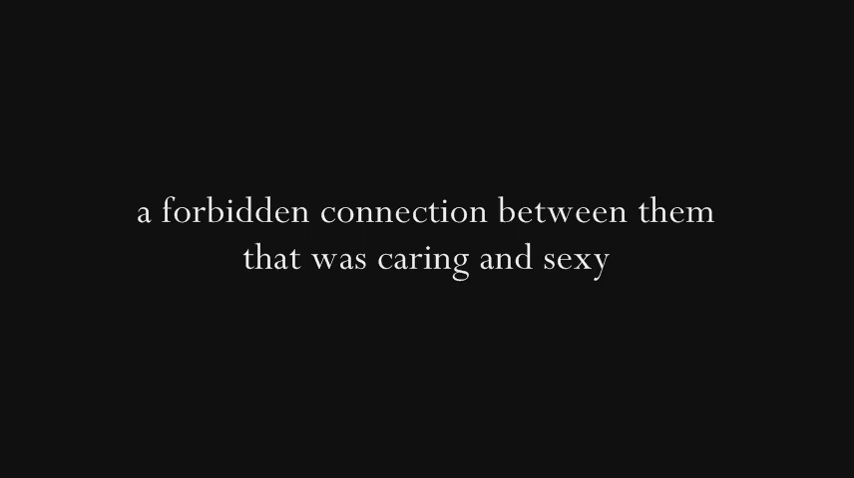 a forbidden connection between them
that was caring and sexy